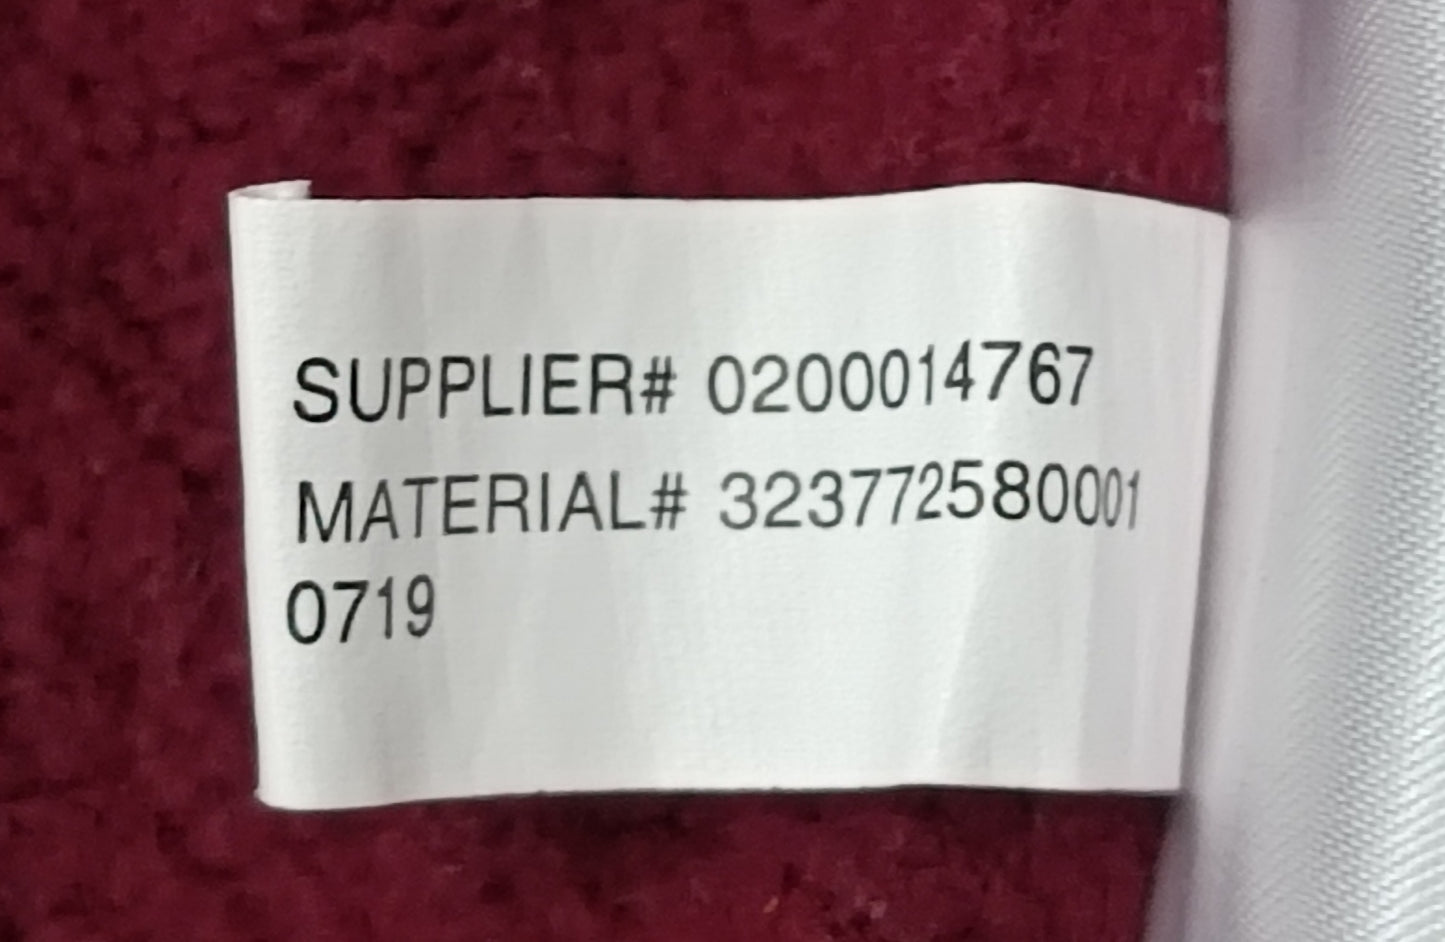 SUPPLIER# 0200014767
MATERIAL# 323772580001
0719